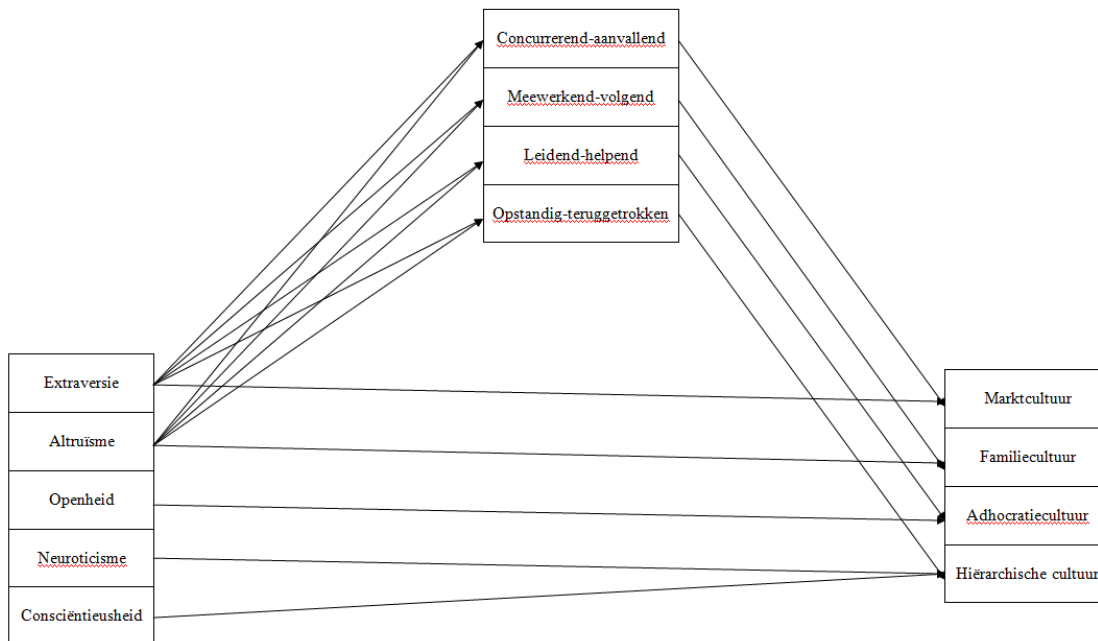 Concurrerend-aanvallend
Meewerkend-volgend
Leidend-helpend
Opstandig-teruggetrokken
Extraversie
Altruïsme
Openheid
Neuroticisme
Consciëntieusheid
Marktcultuur
Familiecultuur
Adhocratiecultuur
Hiërarchische cultuur